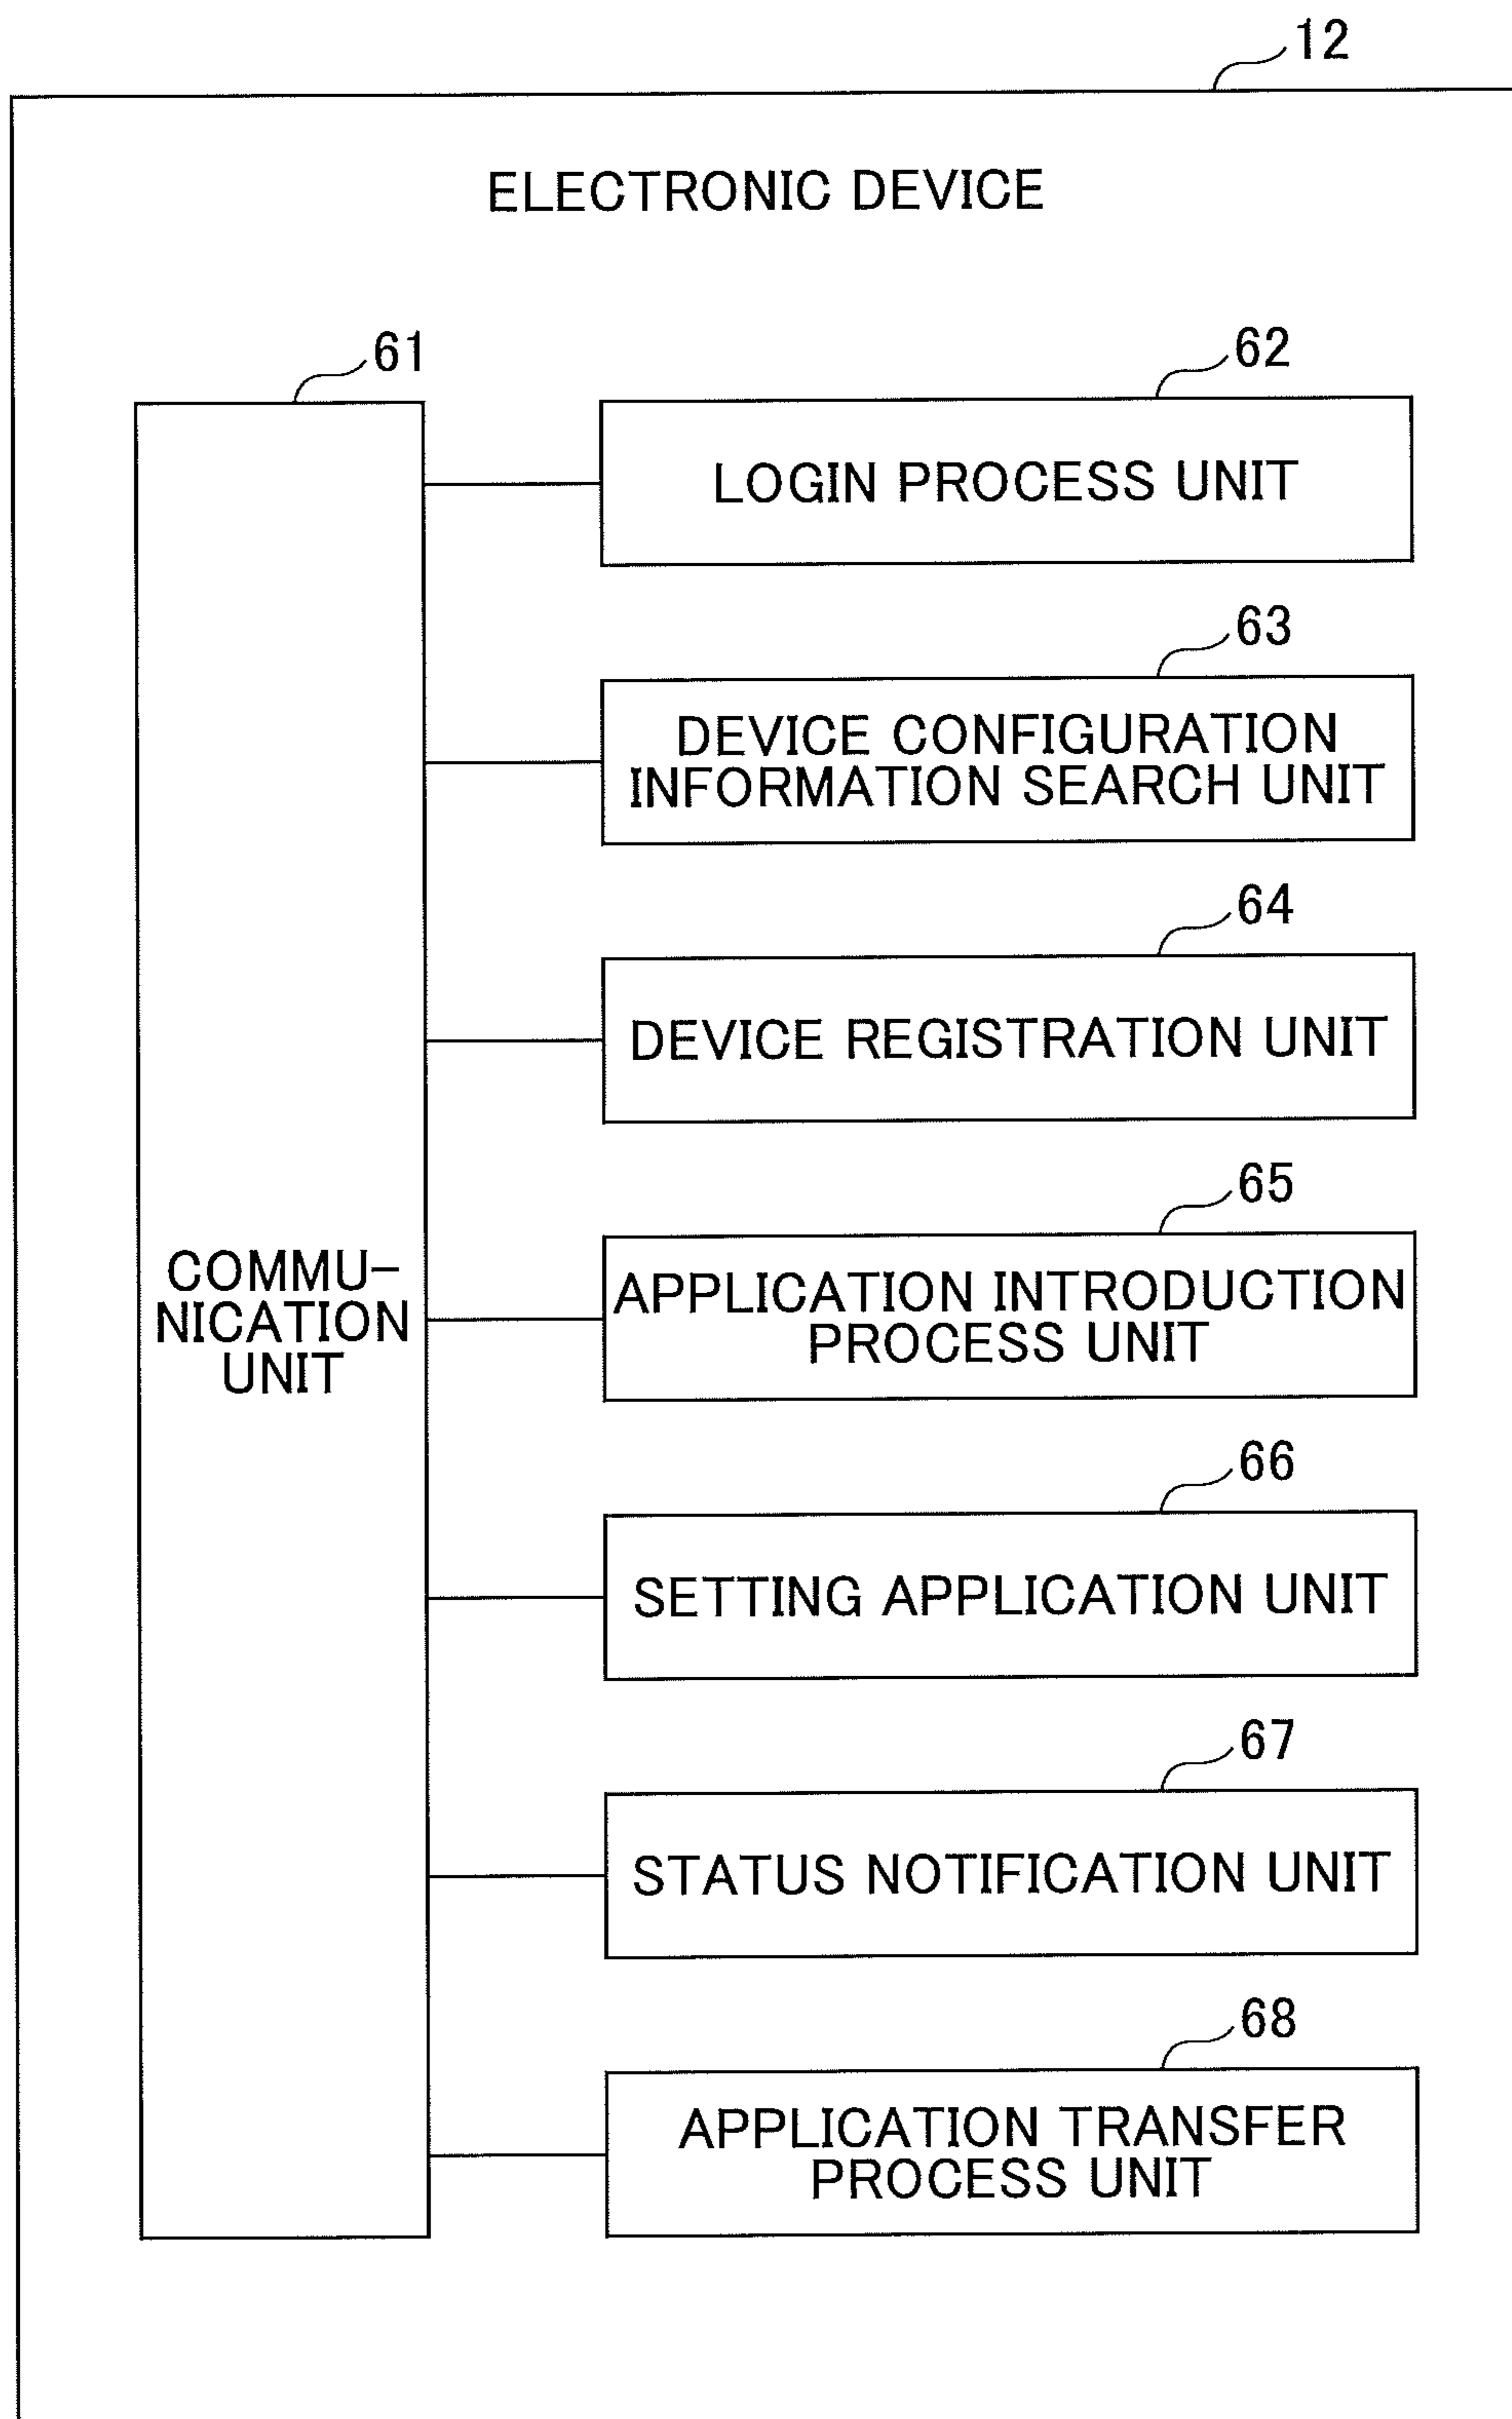 12
ELECTRONIC DEVICE
61
COMMU-
NICATION
UNIT
62
LOGIN PROCESS UNIT
63
DEVICE CONFIGURATION
INFORMATION SEARCH UNIT
64
DEVICE REGISTRATION UNIT
65
APPLICATION INTRODUCTION
PROCESS UNIT
66
SETTING APPLICATION UNIT
67
STATUS NOTIFICATION UNIT
68
APPLICATION TRANSFER
PROCESS UNIT